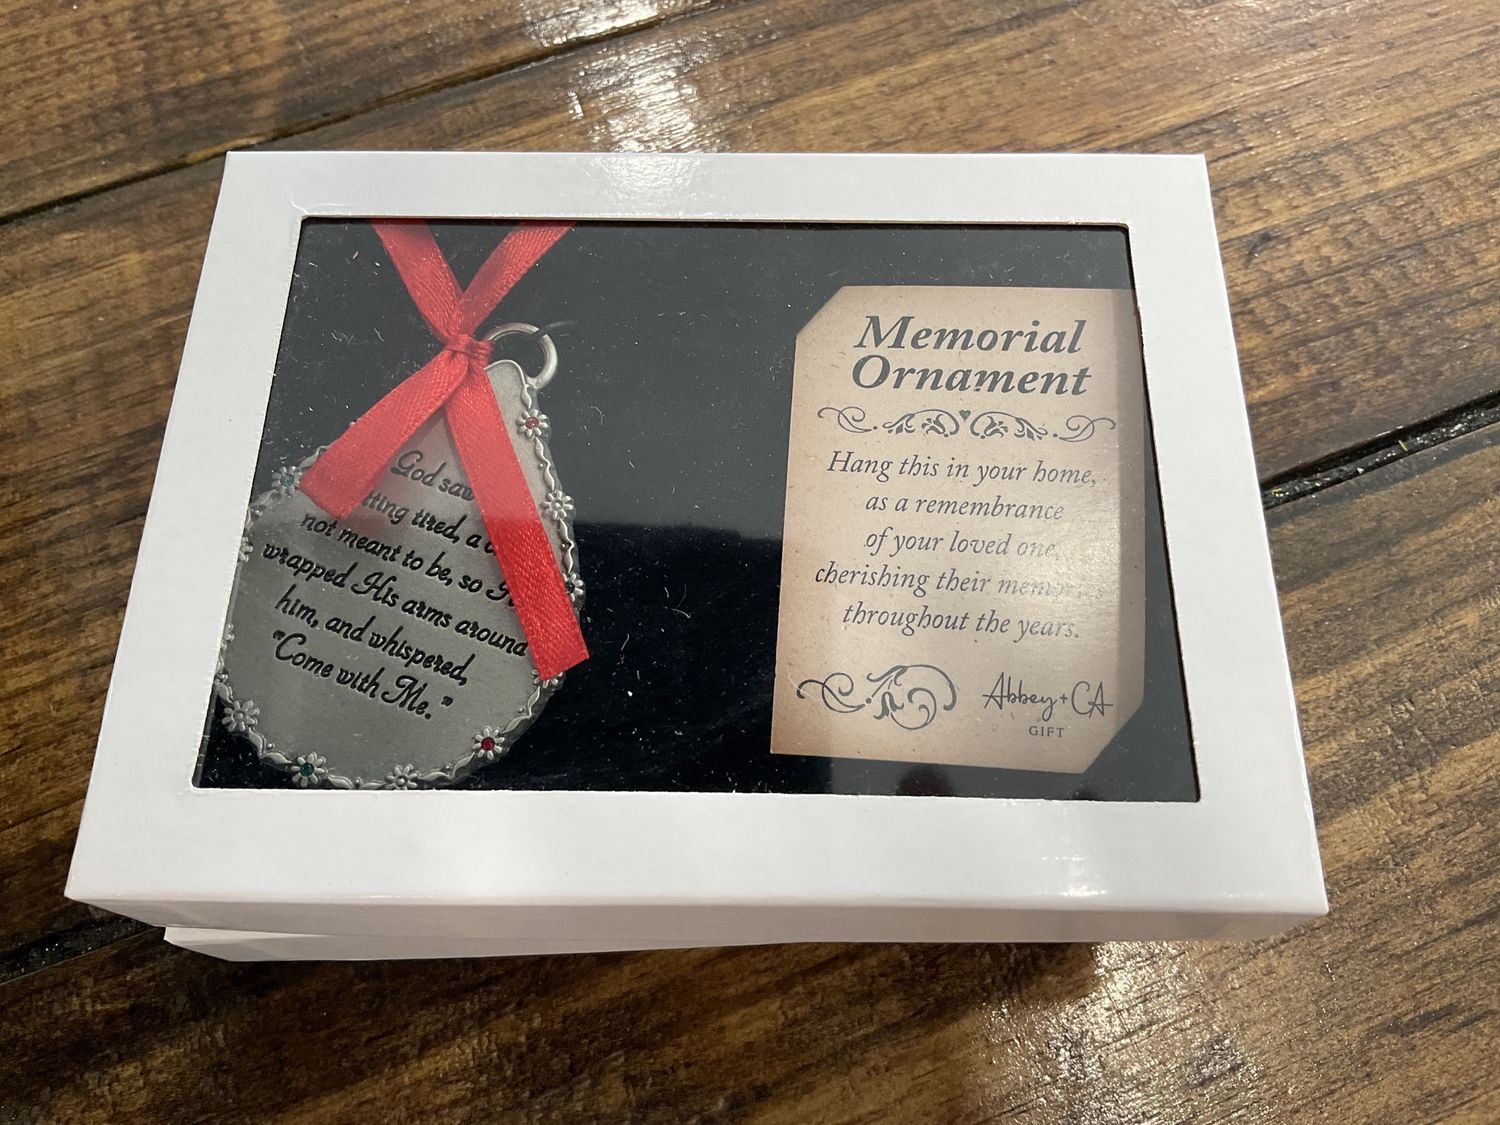 God saw
tired, a
not meant to be, so
wrapped His arms around
him, and whispered,
"Come with Me."
Memorial
Ornament
Hang this in your home,
as a remembrance
of your loved one,
cherishing their
throughout the years.
Abbey + CA
GIFT